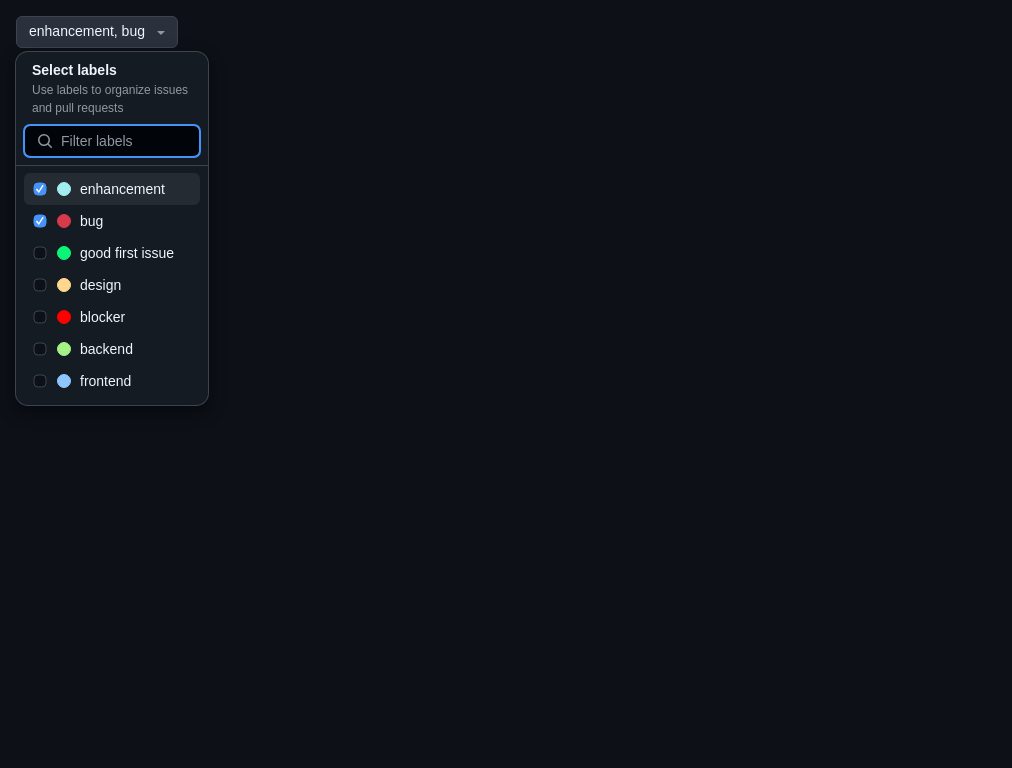 enhancement, bug
Select labels
Use labels to organize issues
and pull requests
Filter labels
enhancement
bug
good first issue
design
blocker
backend
frontend